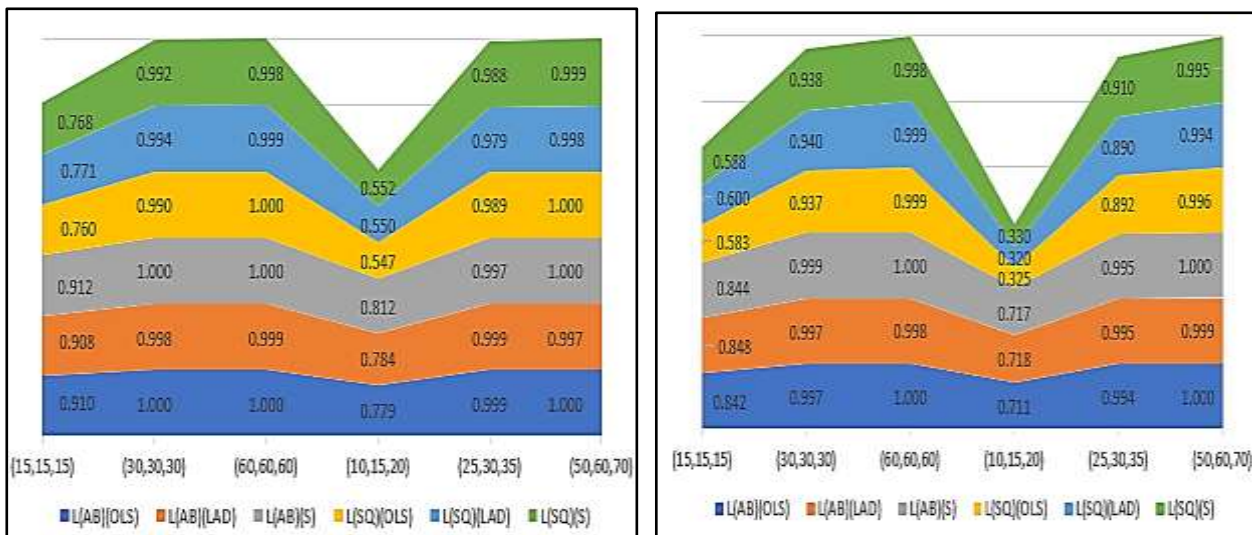 0.992 0.998 0.988 0.999
0.768
0.994 0.999 0.979 0.998
0.771 0.552
0.990 1.000 0.550 0.989 1.000
0.760 0.547
1.000 1.000 0.997 1.000
0.912 0.812
0.908 0.998 0.999 0.784 0.999 0.997
0.910 1.000 1.000 0.779 0.999 1.000
(15,15,15) (30,30,30) (60,60,60) (10,15,20) (25,30,35) (50,60,70)
L(AB)(OLS) L(AB)(LAD) L(AB)(S) L(SQ)(OLS) L(SQ)(LAD) L(SQ)(S)
0.938 0.998 0.910 0.995
0.588
0.940 0.999 0.890 0.994
0.600
0.937 0.999 0.330 0.892 0.996
0.583 0.320
0.999 1.000 0.325 0.995 1.000
0.844 0.717
0.848 0.997 0.998 0.718 0.995 0.999
0.842 0.997 1.000 0.711 0.994 1.000
(15,15,15) (30,30,30) (60,60,60) (10,15,20) (25,30,35) (50,60,70)
L(AB)(OLS) L(AB)(LAD) L(AB)(S) L(SQ)(OLS) L(SQ)(LAD) L(SQ)(S)